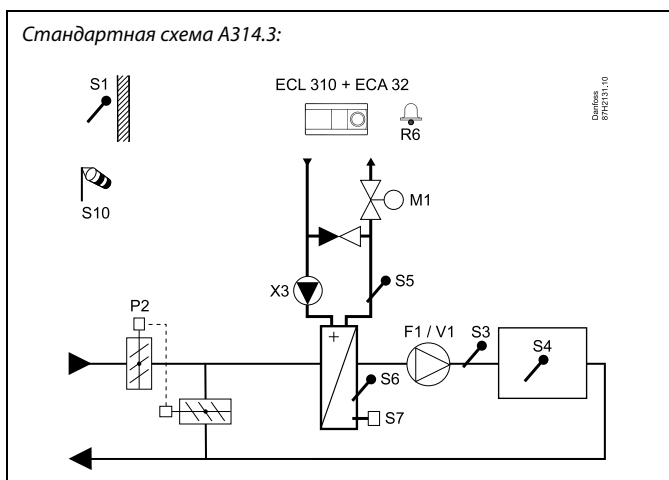 Стандартная схема A314.3:
S1
ECL 310 + ECA 32
Danfoss
87H2131.10
R6
S10
M1
X3
S5
P2
F1 / V1
S3
S4
+
S6
S7